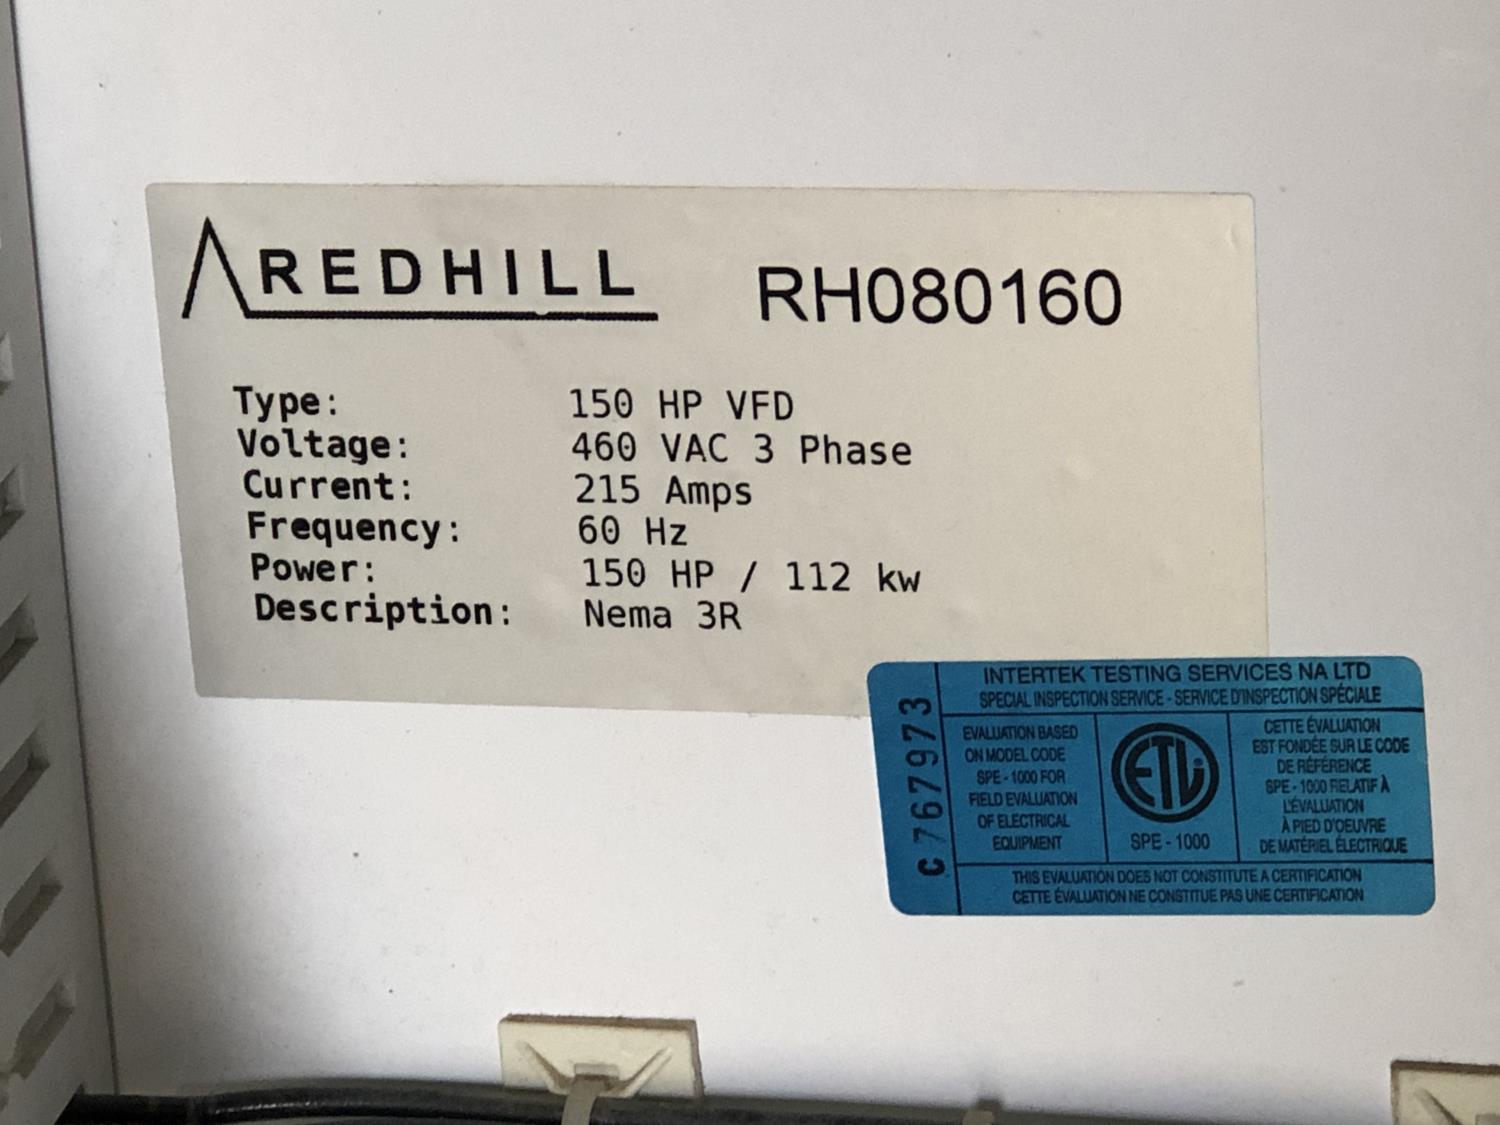 REDHILL
RH080160
Type: 150 HP VFD
Voltage: 460 VAC 3 Phase
Current: 215 Amps
Frequency: 60 Hz
Power: 150 HP / 112 kw
Description: Nema 3R
C 767973
INTERTEK TESTING SERVICES NA LTD
SPECIAL INSPECTION SERVICE - SERVICE D'INSPECTION SPÉCIALE
EVALUATION BASED
ON MODEL CODE
SPE - 1000 FOR
FIELD EVALUATION
OF ELECTRICAL
EQUIPMENT
ETL
SPE - 1000
CETTE ÉVALUATION
EST FONDÉE SUR LE CODE
DE RÉFÉRENCE
SPE - 1000 RELATIF À
L'ÉVALUATION
À PIED D'OEUVRE
DE MATÉRIEL ÉLECTRIQUE
THIS EVALUATION DOES NOT CONSTITUTE A CERTIFICATION
CETTE ÉVALUATION NE CONSTITUE PAS UNE CERTIFICATION